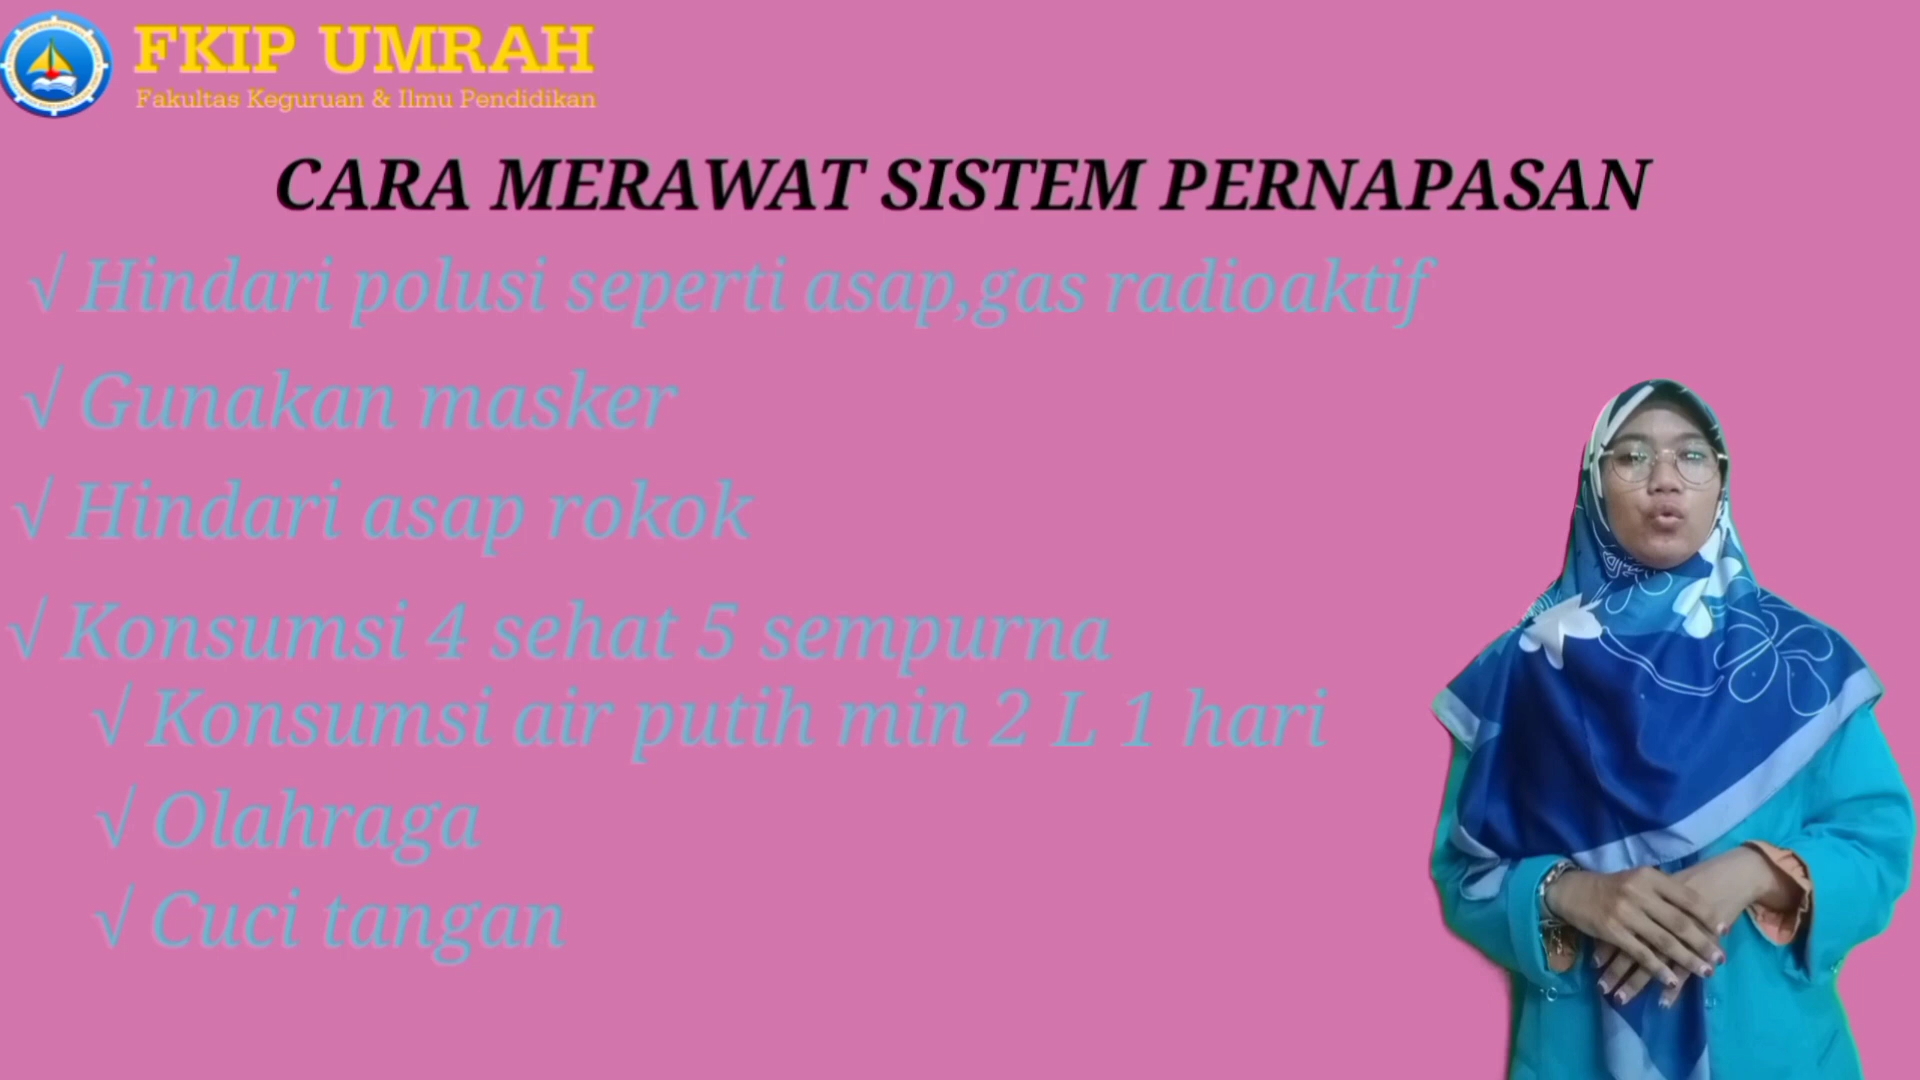 FKIP UMRAH
Fakultas Keguruan & Ilmu Pendidikan
CARA MERAWAT SISTEM PERNAPASAN
√ Hindari polusi seperti asap,gas radioaktif
√ Gunakan masker
√ Hindari asap rokok
√ Konsumsi 4 sehat 5 sempurna
√ Konsumsi air putih min 2 L 1 hari
√ Olahraga
√ Cuci tangan